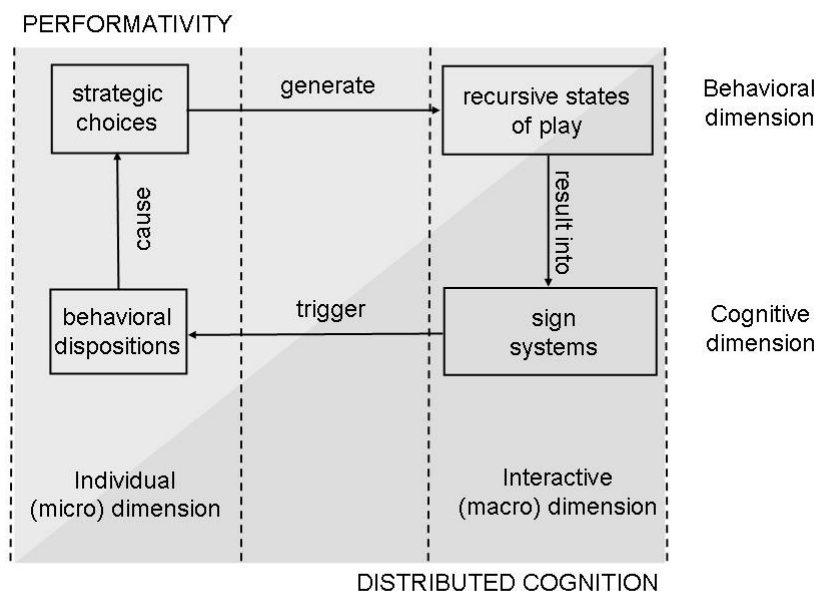 PERFORMATIVITY
strategic
choices
generate
recursive states
of play
Behavioral
dimension
cause
result into
behavioral
dispositions
trigger
sign
systems
Cognitive
dimension
Individual
(micro) dimension
Interactive
(macro) dimension
DISTRIBUTED COGNITION